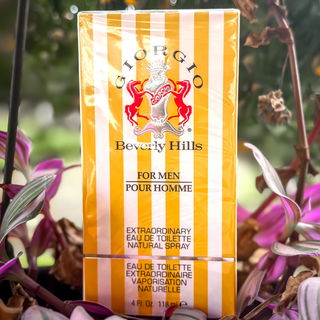 GIORGIO
®
Beverly Hills
FOR MEN
POUR HOMME
EXTRAORDINARY
EAU DE TOILETTE
NATURAL SPRAY
EAU DE TOILETTE
EXTRAORDINAIRE
VAPORISATION
NATURELLE
4 Fl. Oz. 118 ml e